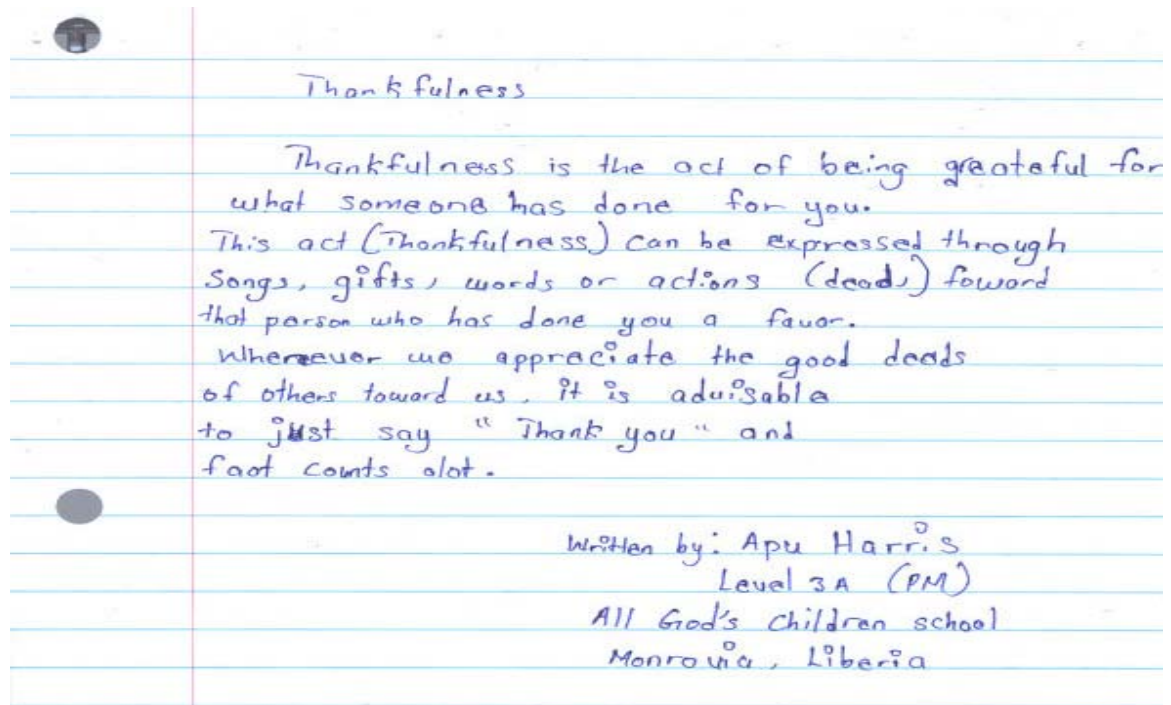 Thankfulness
Thankfulness is the act of being greateful for
what someone has done for you.
This act (Thankfulness) can be expressed through
Songs, gifts, words or actions (deads) foward
that person who has done you a favor.
Whenever we appreciate the good deeds
of others toward us, it is advisable
to just say "Thank you" and
faat counts alot.
Written by: Apu Harris
Level 3A (PM)
All God's children school
Monrovia, Liberia